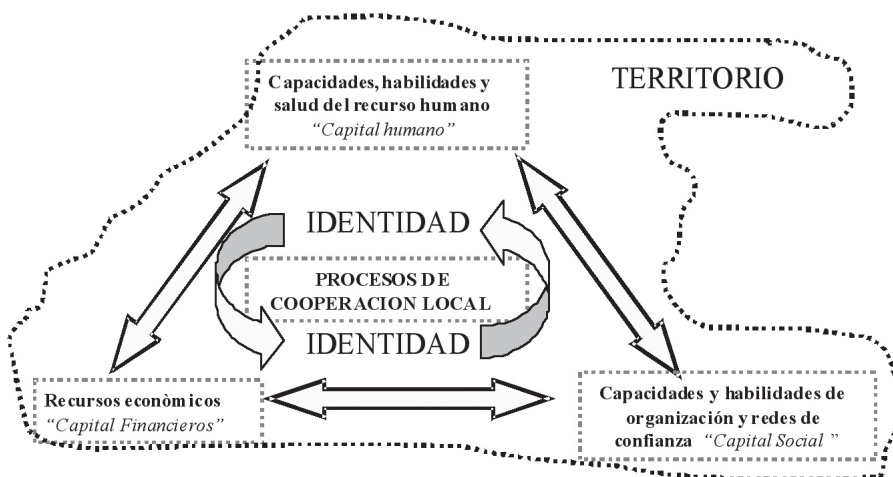 TERRITORIO
Capacidades, habilidades y
salud del recurso humano
“Capital humano”
IDENTIDAD
PROCESOS DE
COOPERACION LOCAL
IDENTIDAD
Recursos econòmicos
“Capital Financieros”
Capacidades y habilidades de
organización y redes de
confianza “Capital Social ”